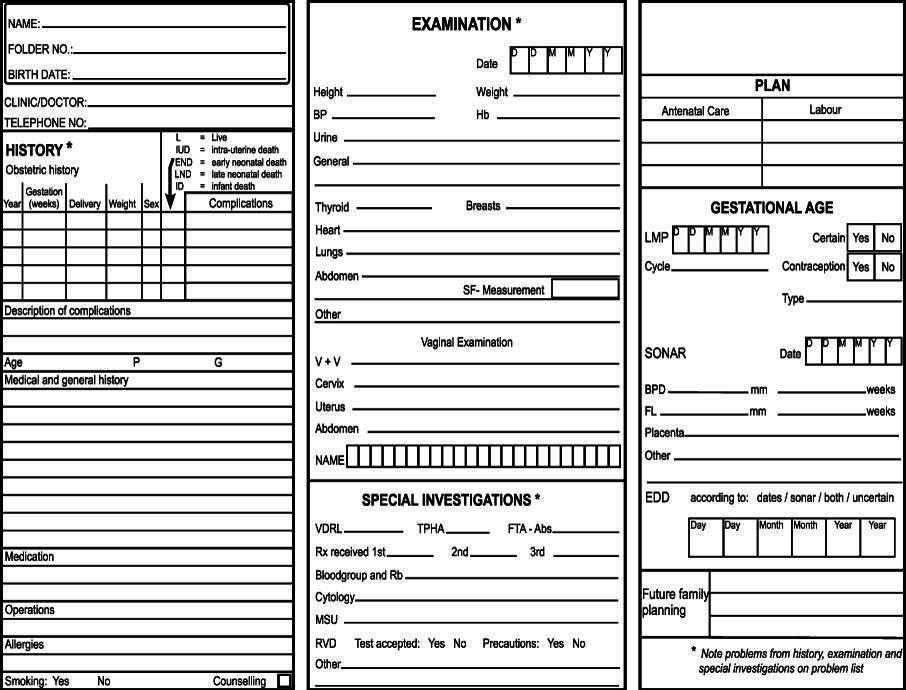 NAME:
FOLDER NO.:
BIRTH DATE:
CLINIC/DOCTOR:
TELEPHONE NO:
HISTORY *
Obstetric history
L = Live
IUD = intra-uterine death
END = early neonatal death
LND = late neonatal death
ID = infant death
Year Gestation (weeks) Delivery Weight Sex Complications
Description of complications
Age P G
Medical and general history
Medication
Operations
Allergies
Smoking: Yes No Counselling
EXAMINATION *
Date D D M M Y Y
Height Weight
BP Hb
Urine
General
Thyroid Breasts
Heart
Lungs
Abdomen
SF- Measurement
Other
Vaginal Examination
V + V
Cervix
Uterus
Abdomen
NAME
SPECIAL INVESTIGATIONS *
VDRL TPHA FTA - Abs
Rx received 1st 2nd 3rd
Bloodgroup and Rb
Cytology
MSU
RVD Test accepted: Yes No Precautions: Yes No
Other
PLAN
Antenatal Care Labour
GESTATIONAL AGE
LMP D D M M Y Y Certain Yes No
Cycle Contraception Yes No
Type
SONAR Date D D M M Y Y
BPD mm weeks
FL mm weeks
Placenta
Other
EDD according to: dates / sonar / both / uncertain
Day Day Month Month Year Year
Future family
planning
* Note problems from history, examination and
special investigations on problem list